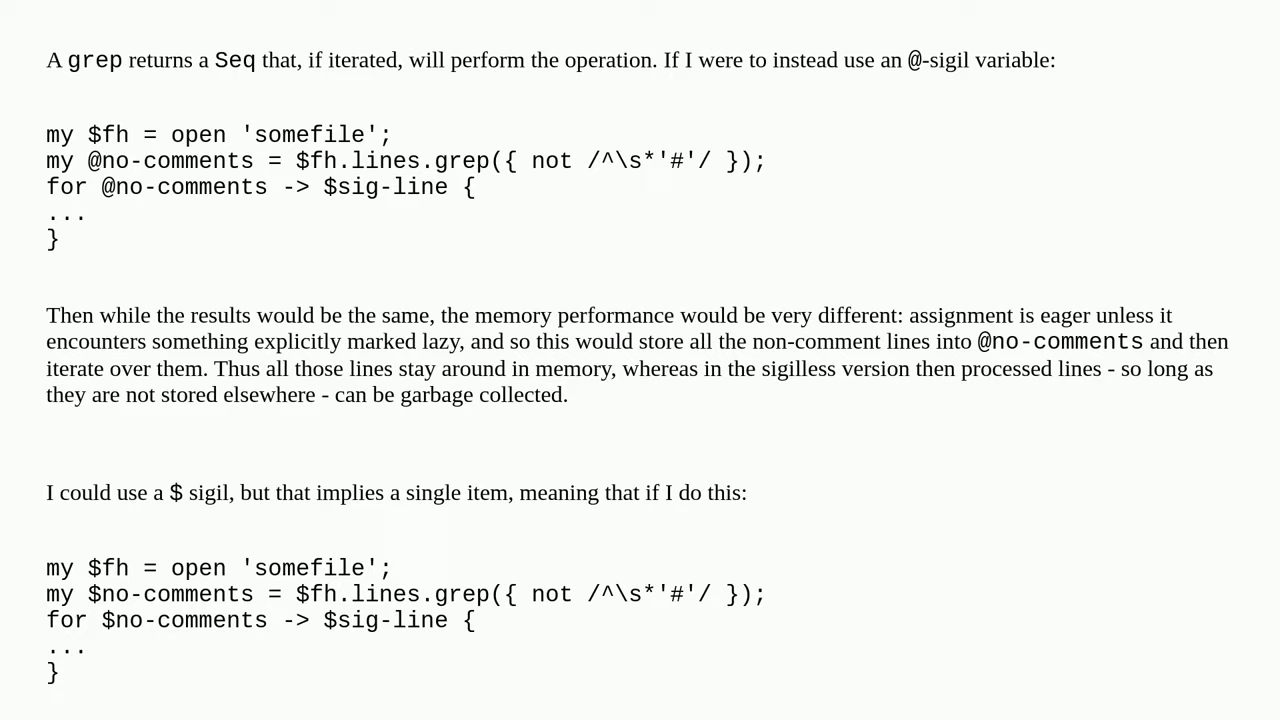 A grep returns a Seq that, if iterated, will perform the operation. If I were to instead use an @-sigil variable:
my $fh = open 'somefile';
my @no-comments = $fh.lines.grep({ not /^\s*'#'/ });
for @no-comments -> $sig-line {
...
}
Then while the results would be the same, the memory performance would be very different: assignment is eager unless it
encounters something explicitly marked lazy, and so this would store all the non-comment lines into @no-comments and then
iterate over them. Thus all those lines stay around in memory, whereas in the sigilless version then processed lines - so long as
they are not stored elsewhere - can be garbage collected.
I could use a $ sigil, but that implies a single item, meaning that if I do this:
my $fh = open 'somefile';
my $no-comments = $fh.lines.grep({ not /^\s*'#'/ });
for $no-comments -> $sig-line {
...
}